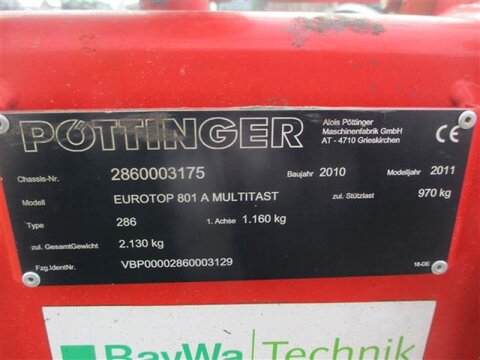 PÖTTINGER
Alois Pöttinger
Maschinenfabrik GmbH
AT - 4710 Grieskirchen
CE
Chassis-Nr. 2860003175 Baujahr 2010 Modelljahr 2011
Modell EUROTOP 801 A MULTITAST zul. Stützlast 970 kg
Type 286 1. Achse 1.160 kg
zul. GesamtGewicht 2.130 kg
Fzg.IdentNr. VBP00002860003129
18-DE
BayWa Technik